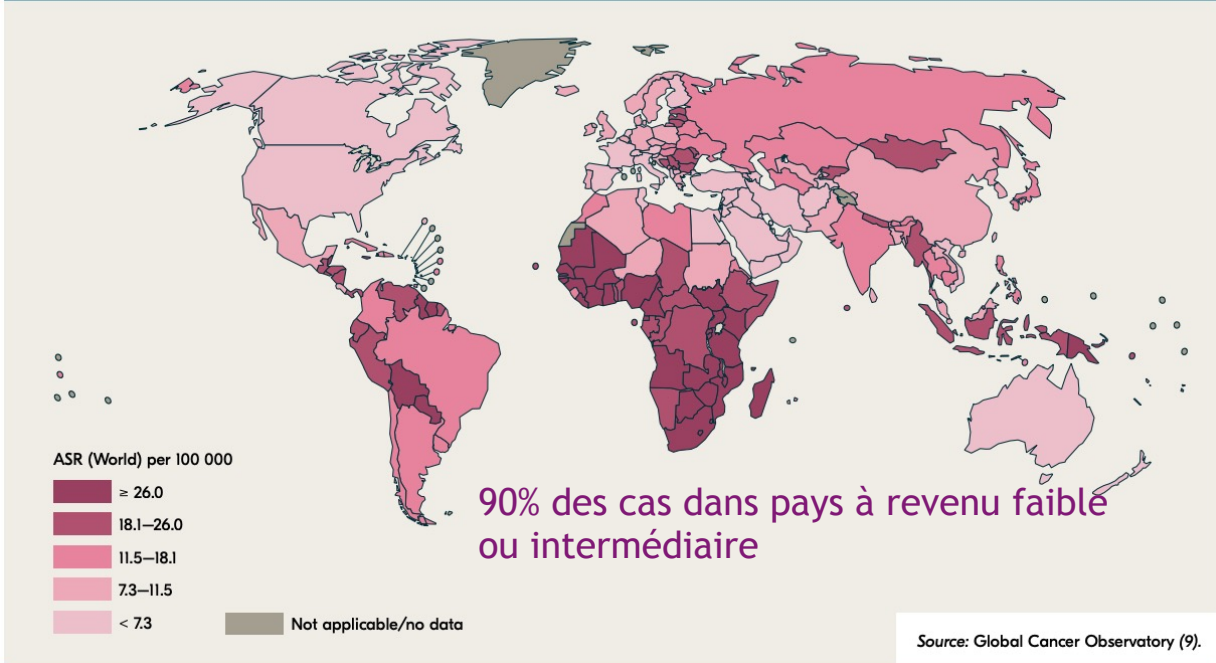 90% des cas dans pays à revenu faible
ou intermédiaire
ASR (World) per 100 000
≥ 26.0
18.1–26.0
11.5–18.1
7.3–11.5
< 7.3
Not applicable/no data
Source: Global Cancer Observatory (9).